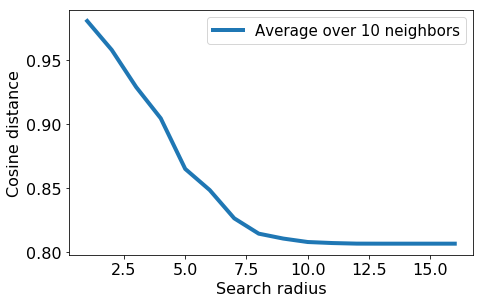 Average over 10 neighbors
Cosine distance
0.95
0.90
0.85
0.80
2.5 5.0 7.5 10.0 12.5 15.0
Search radius